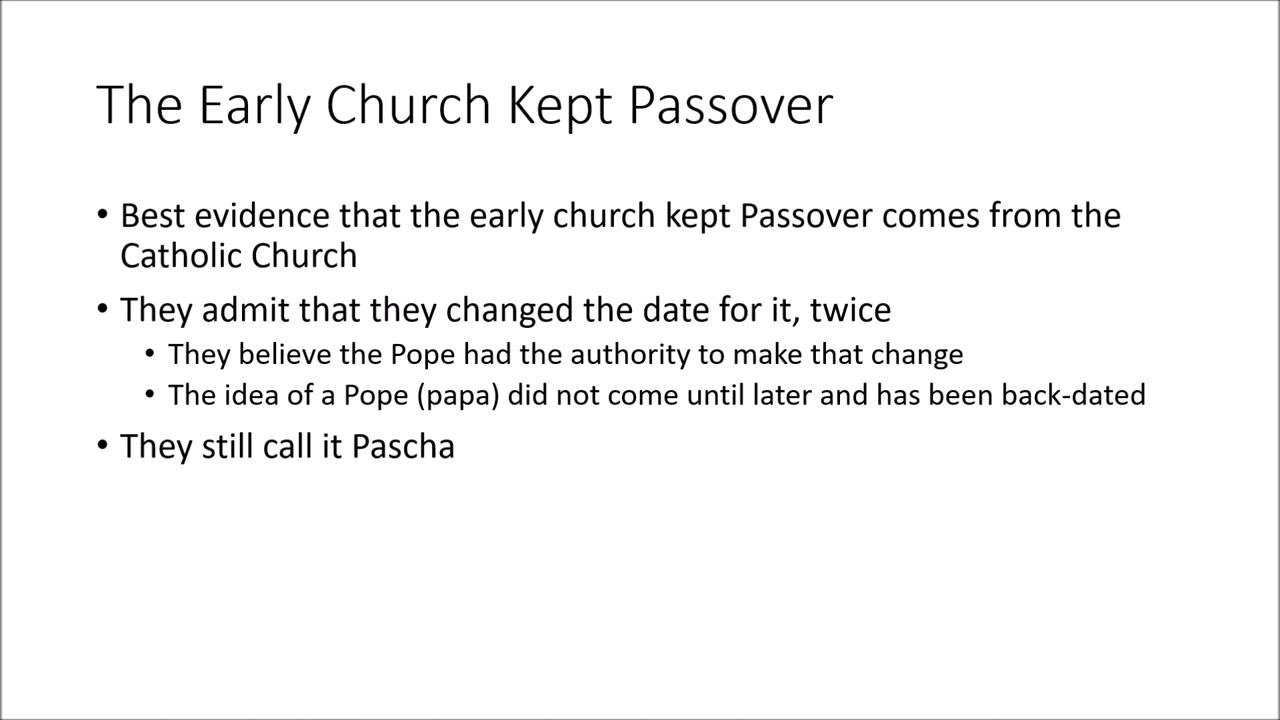 The Early Church Kept Passover
• Best evidence that the early church kept Passover comes from the
Catholic Church
• They admit that they changed the date for it, twice
• They believe the Pope had the authority to make that change
• The idea of a Pope (papa) did not come until later and has been back-dated
• They still call it Pascha